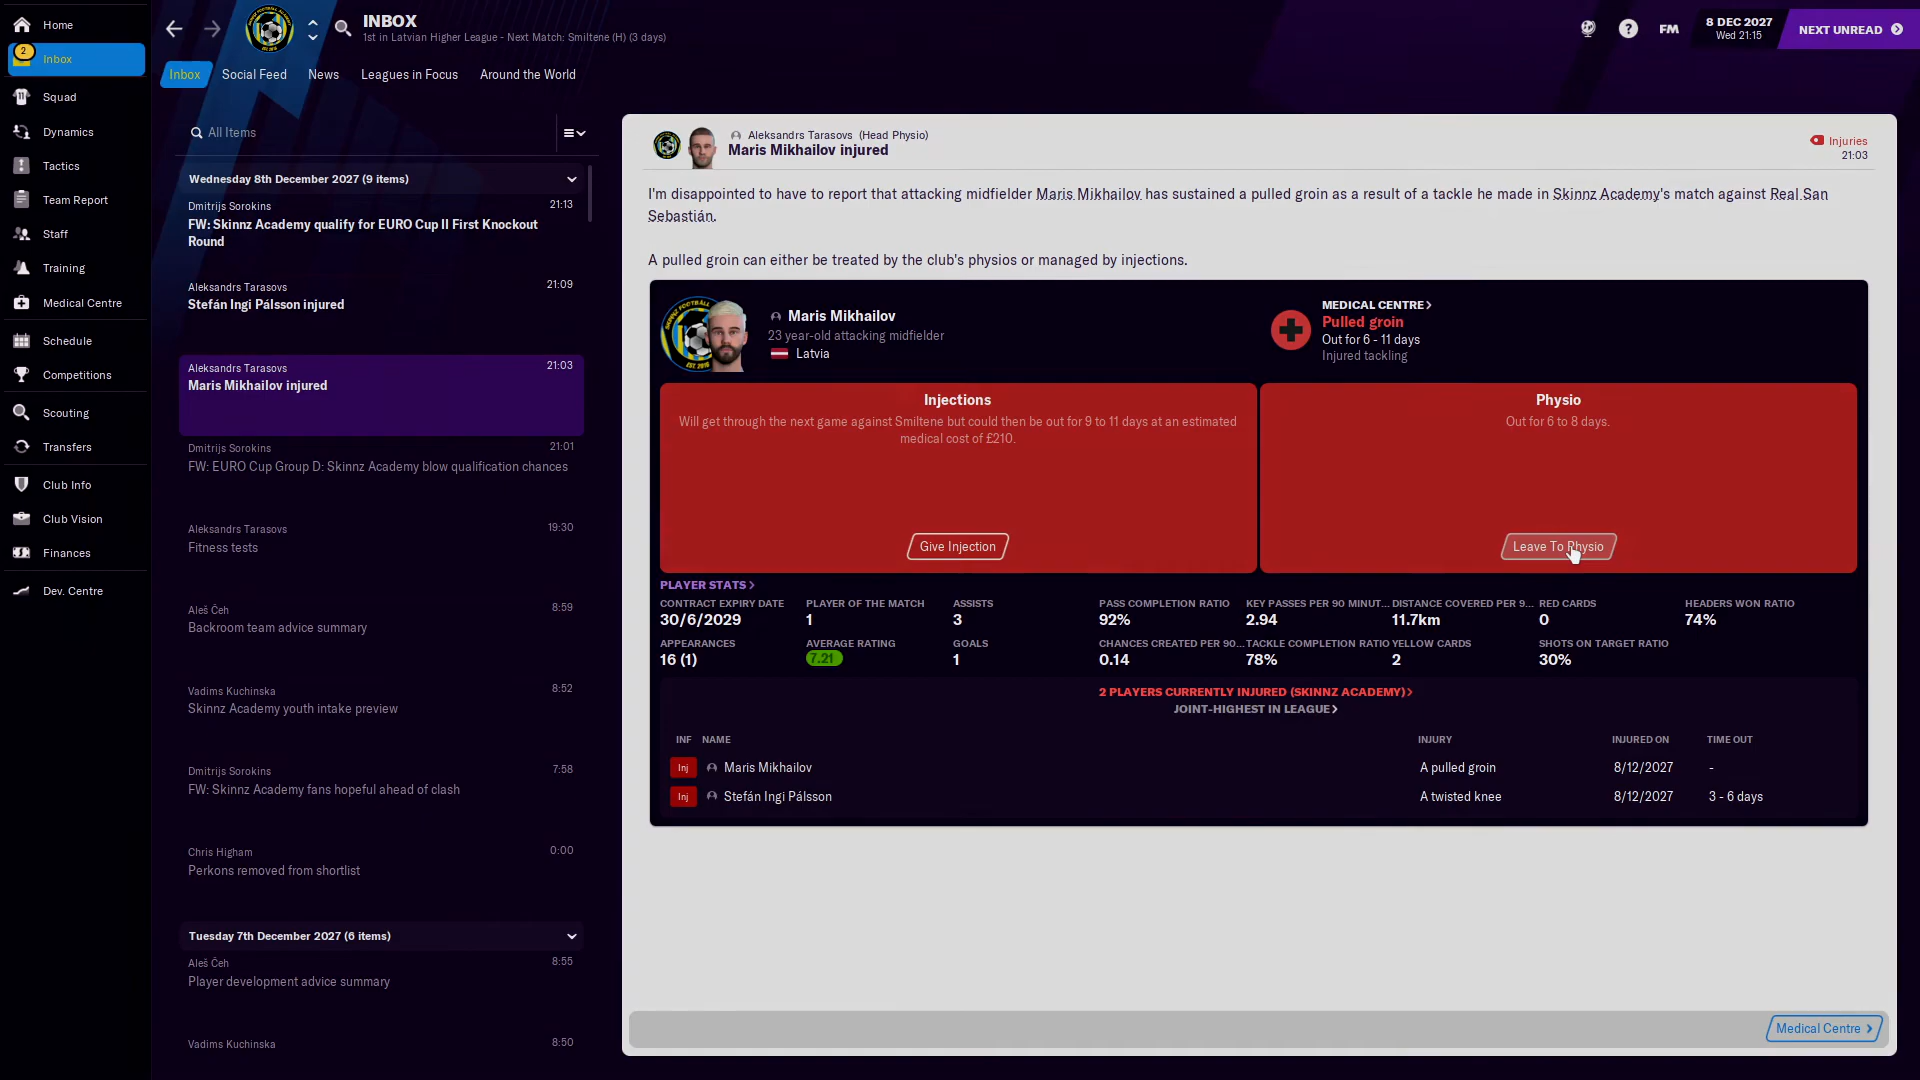 Home
2
Inbox
Squad
Dynamics
Tactics
Team Report
Staff
Training
Medical Centre
Schedule
Competitions
Scouting
Transfers
Club Info
Club Vision
Finances
Dev. Centre
INBOX
1st in Latvian Higher League - Next Match: Smiltene (H) (3 days)
FM
8 DEC 2027
Wed 21:15
NEXT UNREAD
Inbox Social Feed News Leagues in Focus Around the World
All Items
Wednesday 8th December 2027 (9 items)
Dmitrijs Sorokins 21:13
FW: Skinnz Academy qualify for EURO Cup II First Knockout
Round
Aleksandrs Tarasovs 21:09
Stefán Ingi Pálsson injured
Aleksandrs Tarasovs 21:03
Maris Mikhailov injured
Dmitrijs Sorokins 21:01
FW: EURO Cup Group D: Skinnz Academy blow qualification chances
Aleksandrs Tarasovs 19:30
Fitness tests
Aleš Čeh 8:59
Backroom team advice summary
Vadims Kuchinska 8:52
Skinnz Academy youth intake preview
Dmitrijs Sorokins 7:58
FW: Skinnz Academy fans hopeful ahead of clash
Chris Higham 0:00
Perkons removed from shortlist
Tuesday 7th December 2027 (6 items)
Aleš Čeh 8:55
Player development advice summary
Vadims Kuchinska 8:50
Aleksandrs Tarasovs (Head Physio)
Maris Mikhailov injured
Injuries
21:03
I'm disappointed to have to report that attacking midfielder Maris Mikhailov has sustained a pulled groin as a result of a tackle he made in Skinnz Academy's match against Real San
Sebastián.
A pulled groin can either be treated by the club's physios or managed by injections.
Maris Mikhailov
23 year-old attacking midfielder
Latvia
MEDICAL CENTRE
Pulled groin
Out for 6 - 11 days
Injured tackling
Injections
Will get through the next game against Smiltene but could then be out for 9 to 11 days at an estimated
medical cost of £210.
Give Injection
Physio
Out for 6 to 8 days.
Leave To Physio
PLAYER STATS
CONTRACT EXPIRY DATE PLAYER OF THE MATCH ASSISTS PASS COMPLETION RATIO KEY PASSES PER 90 MINUT... DISTANCE COVERED PER 9... RED CARDS HEADERS WON RATIO
30/6/2029 1 3 92% 2.94 11.7km 0 74%
APPEARANCES AVERAGE RATING GOALS CHANCES CREATED PER 90... TACKLE COMPLETION RATIO YELLOW CARDS SHOTS ON TARGET RATIO
16 (1) 7.21 1 0.14 78% 2 30%
2 PLAYERS CURRENTLY INJURED (SKINNZ ACADEMY)
JOINT-HIGHEST IN LEAGUE
INF NAME INJURY INJURED ON TIME OUT
Inj Maris Mikhailov A pulled groin 8/12/2027 -
Inj Stefán Ingi Pálsson A twisted knee 8/12/2027 3 - 6 days
Medical Centre